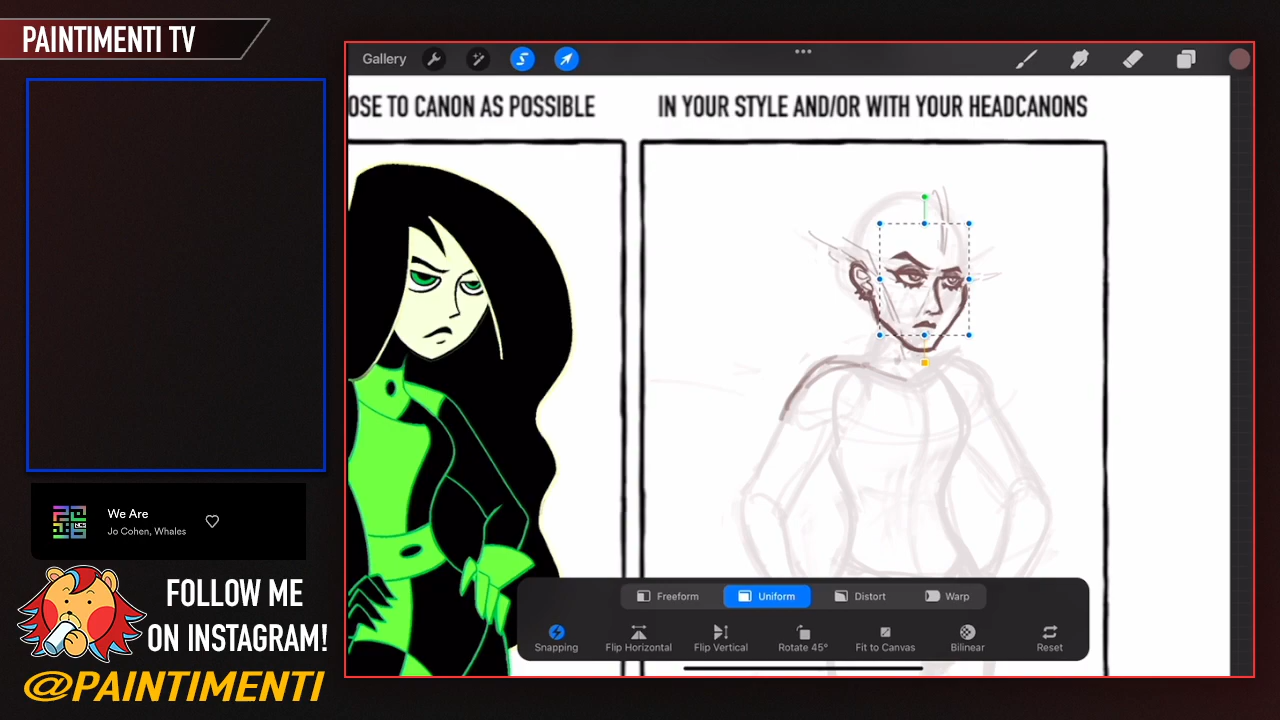 PAINTIMENTI TV
Gallery
OSE TO CANON AS POSSIBLE
IN YOUR STYLE AND/OR WITH YOUR HEADCANONS
We Are
Jo Cohen, Whales
FOLLOW ME
ON INSTAGRAM!
@PAINTIMENTI
Freeform
Uniform
Distort
Warp
Snapping
Flip Horizontal
Flip Vertical
Rotate 45°
Fit to Canvas
Bilinear
Reset